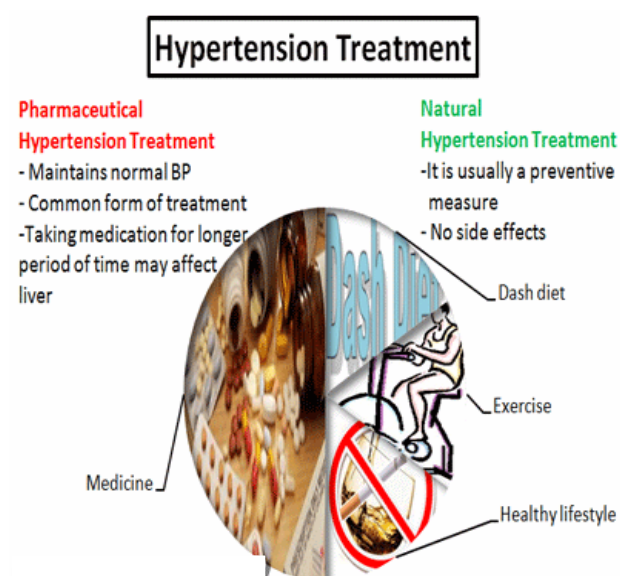 Hypertension Treatment
Pharmaceutical
Hypertension Treatment
- Maintains normal BP
- Common form of treatment
-Taking medication for longer
period of time may affect
liver
Natural
Hypertension Treatment
-It is usually a preventive
measure
- No side effects
Dash Diet
Dash diet
Exercise
Medicine
Healthy lifestyle